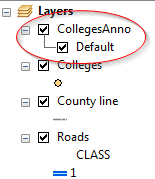 Layers
CollegesAnno
Default
Colleges
County line
Roads
CLASS
1